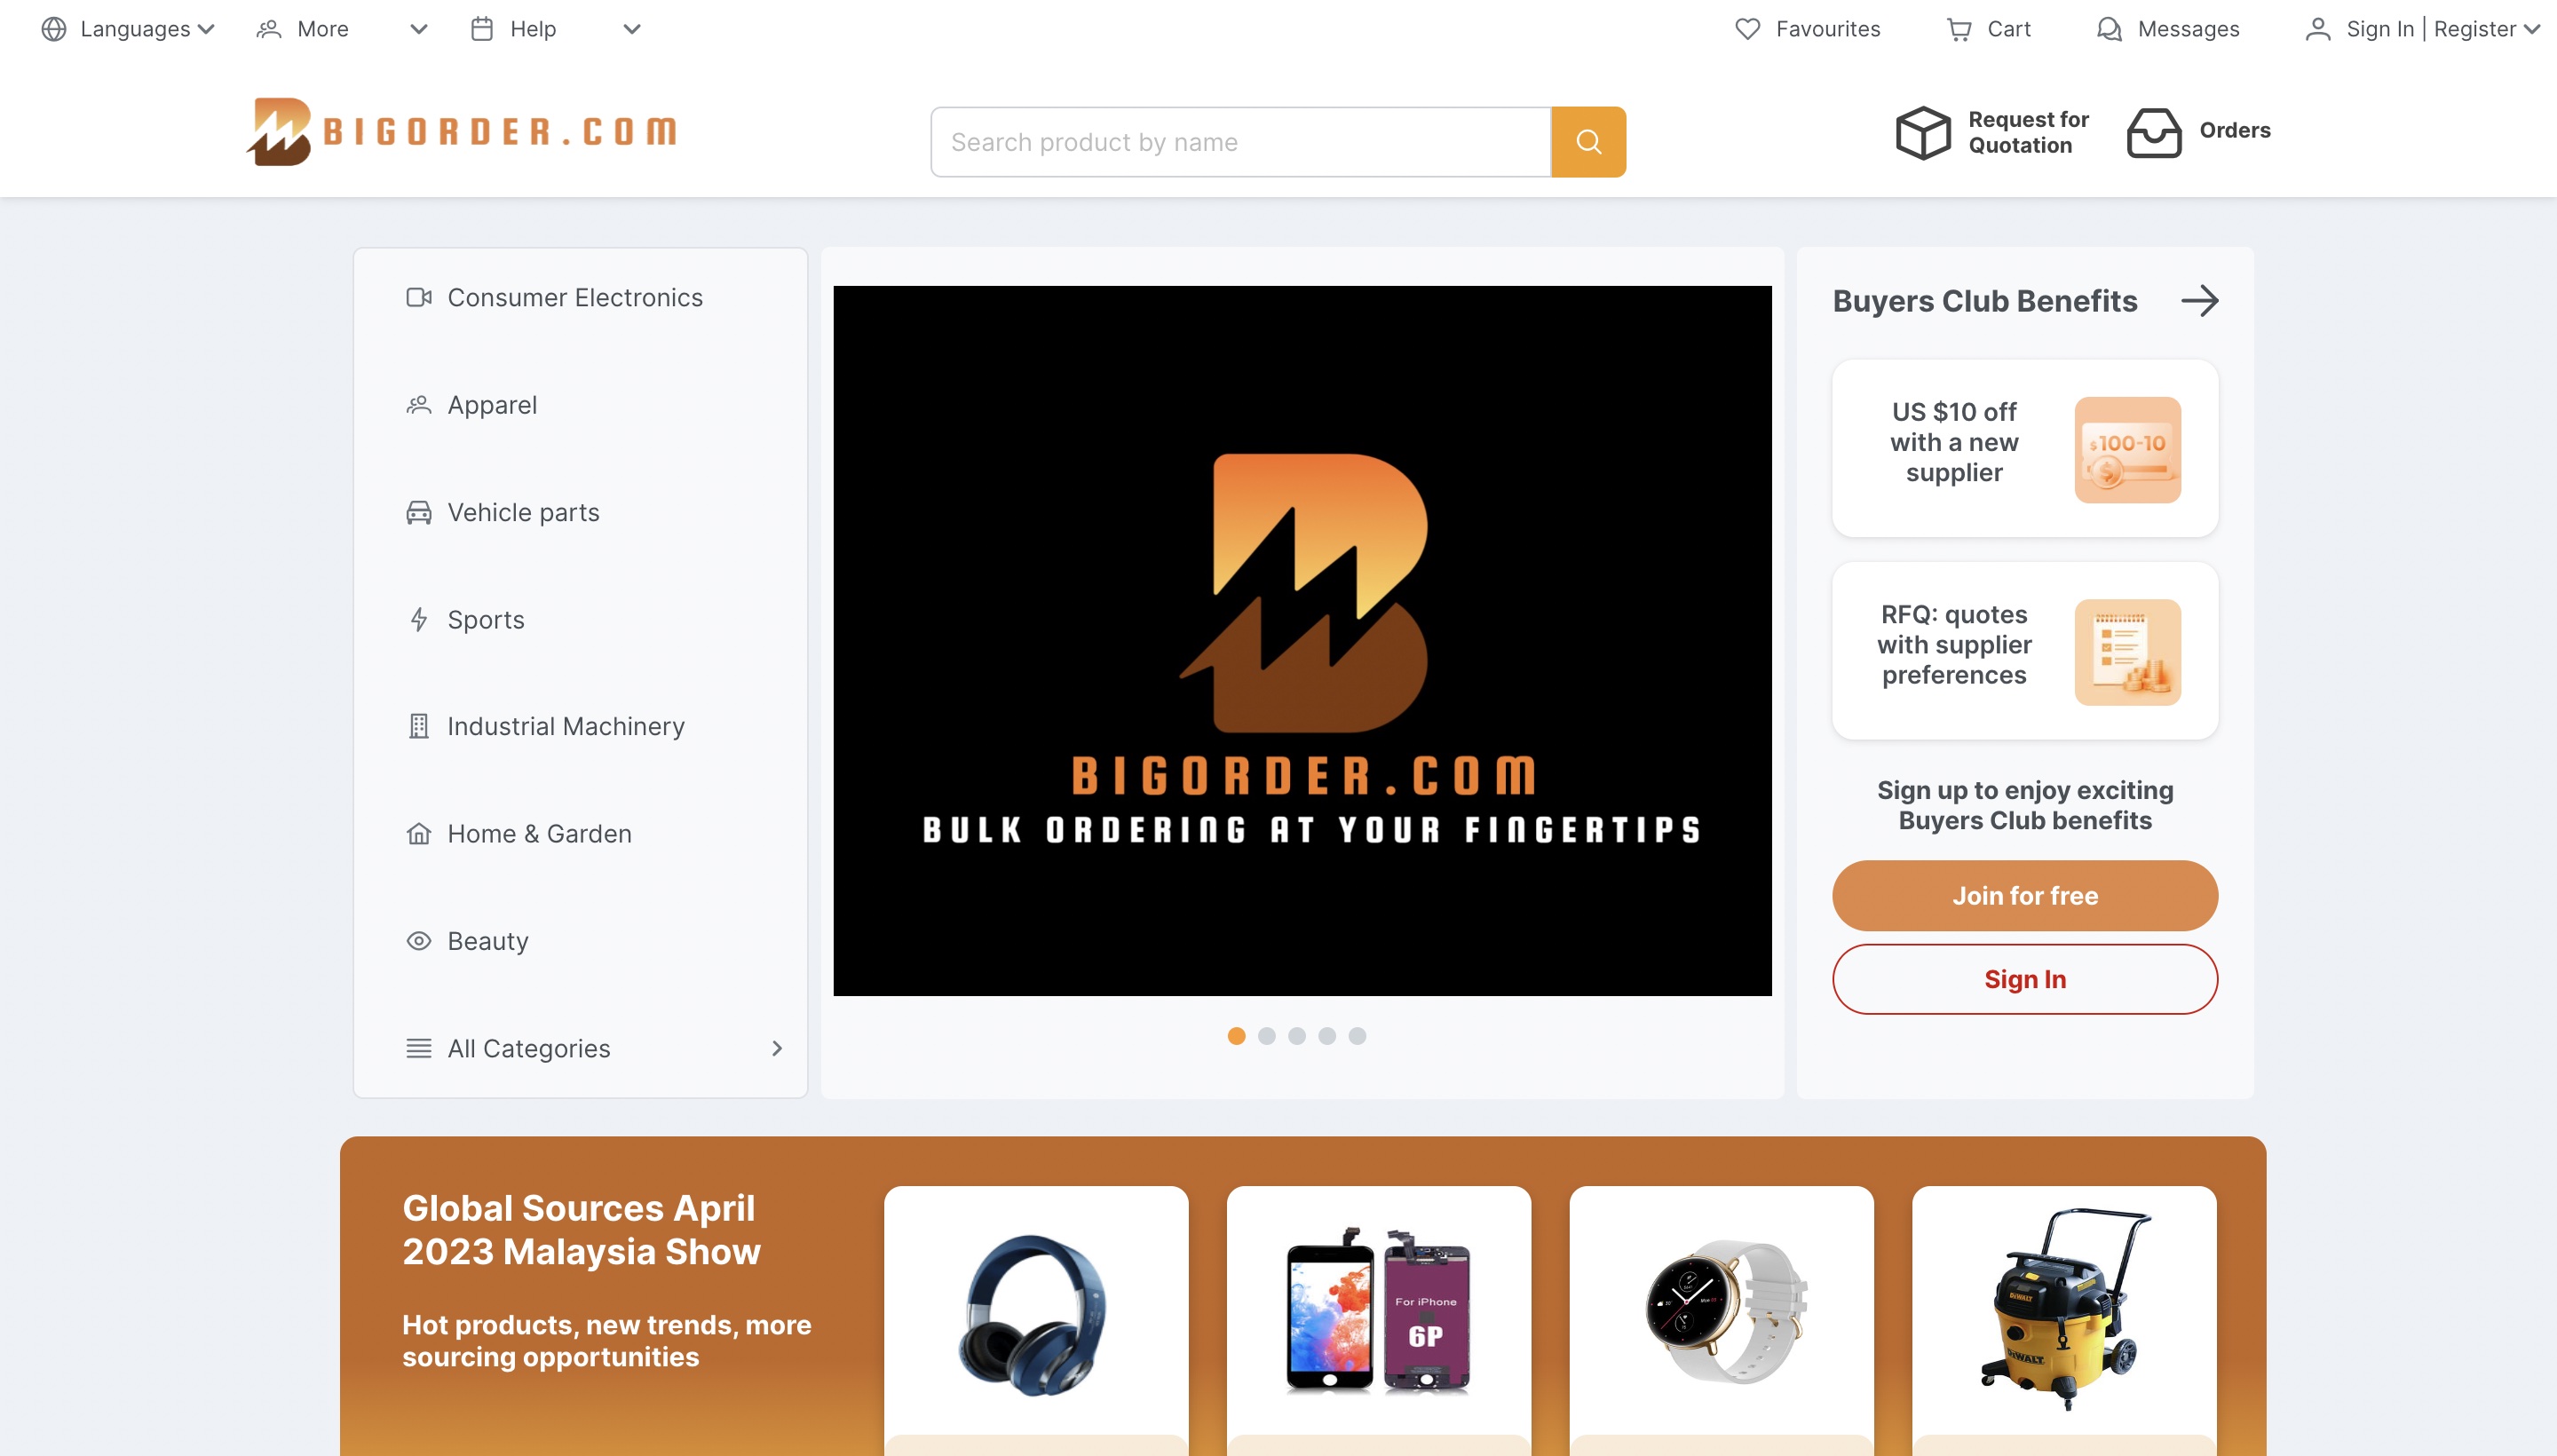 Languages
More
Help
Favourites
Cart
Messages
Sign In | Register
BIGORDER.COM
Search product by name
Request for
Quotation
Orders
Consumer Electronics
Apparel
Vehicle parts
Sports
Industrial Machinery
Home & Garden
Beauty
All Categories
BIGORDER.COM
BULK ORDERING AT YOUR FINGERTIPS
Buyers Club Benefits
US $10 off
with a new
supplier
$100-10
RFQ: quotes
with supplier
preferences
Sign up to enjoy exciting
Buyers Club benefits
Join for free
Sign In
Global Sources April
2023 Malaysia Show
Hot products, new trends, more
sourcing opportunities
For iPhone
6P
DEWALT
DEWALT